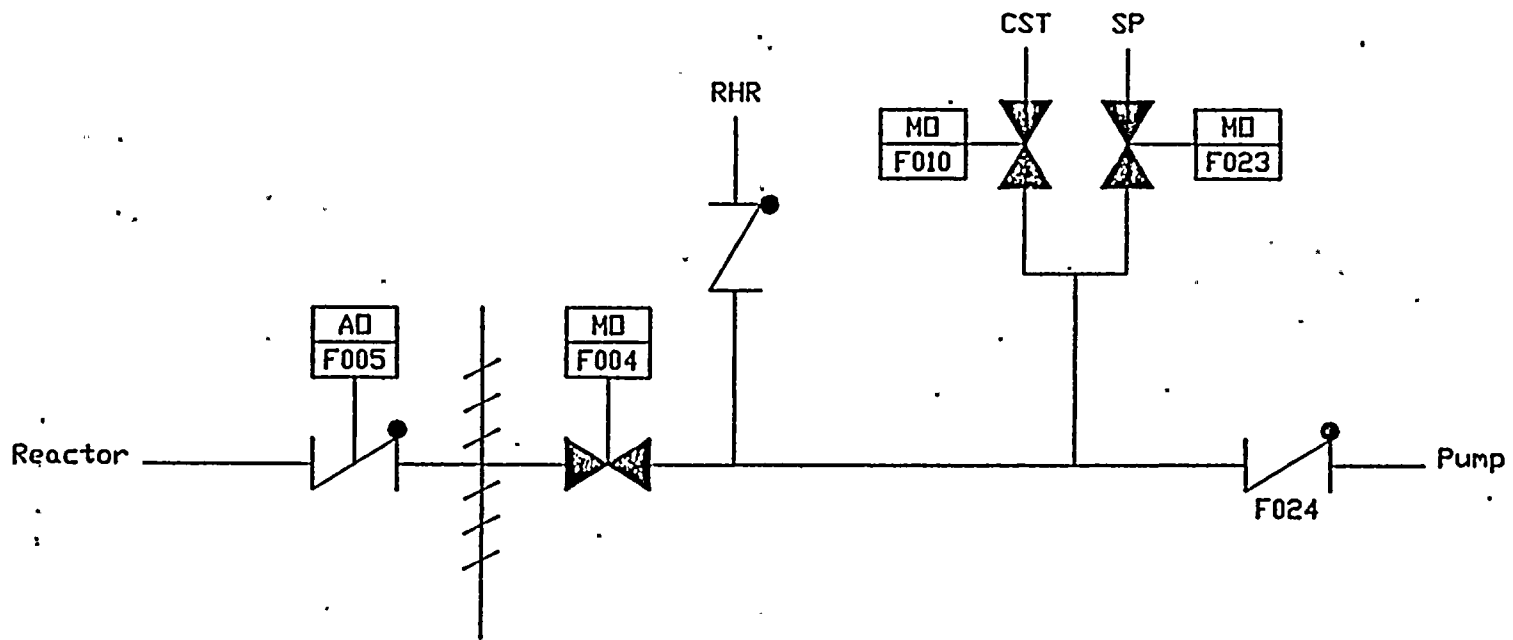 CST SP
RHR
MO
F010
MO
F023
AO
F005
MO
F004
Reactor
Pump
F024